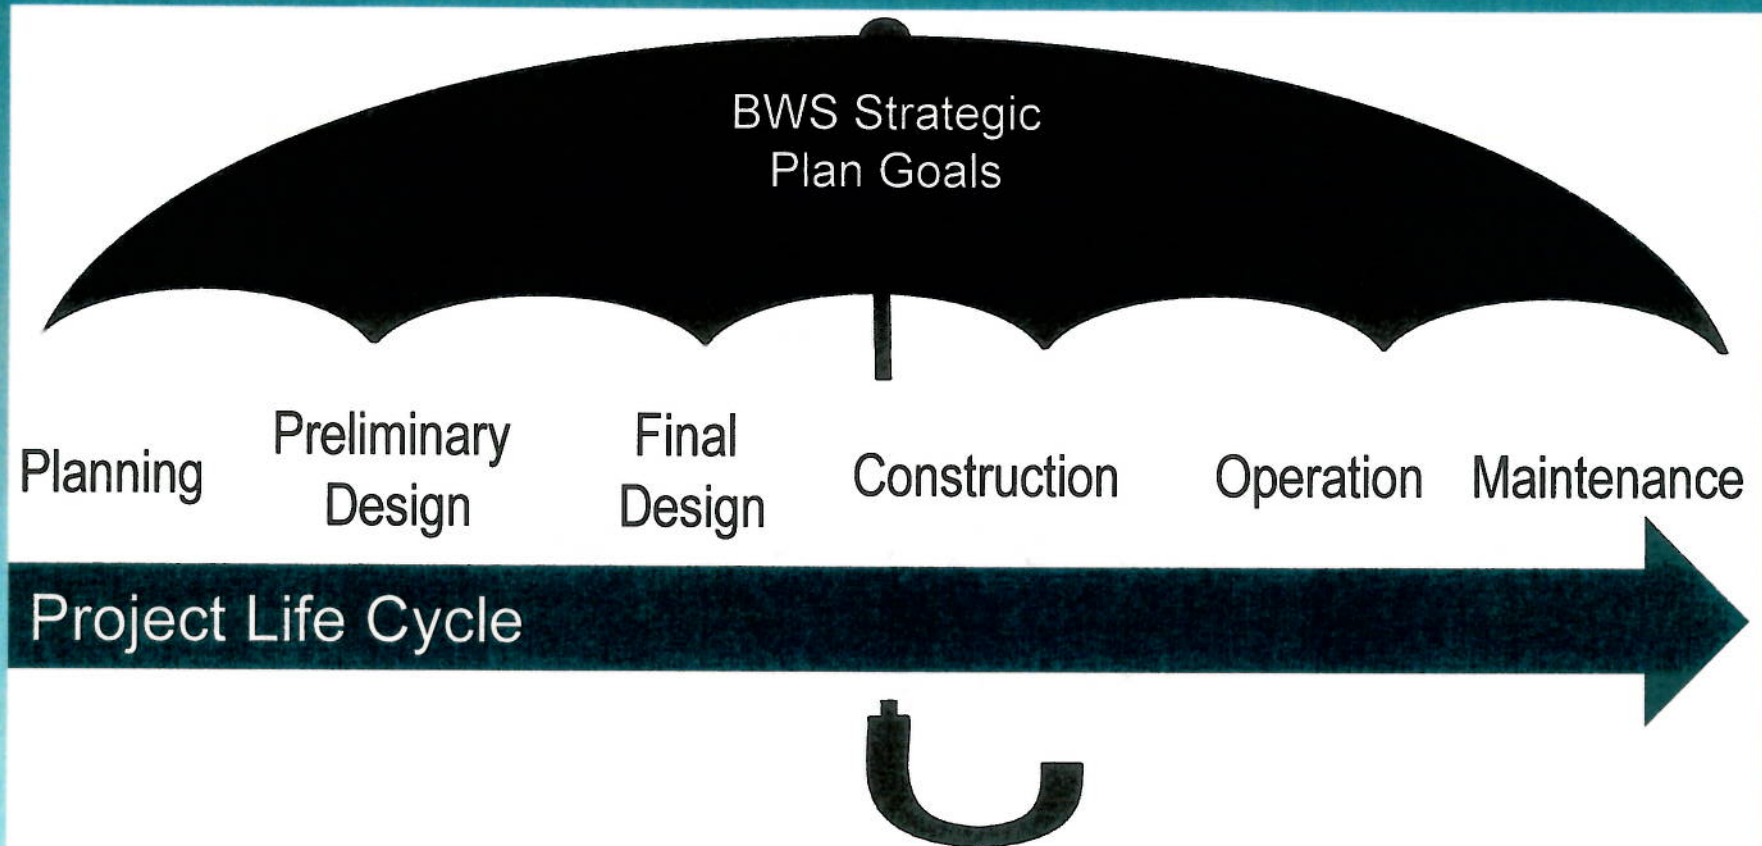 BWS Strategic
Plan Goals
Planning
Preliminary
Design
Final
Design
Construction
Operation
Maintenance
Project Life Cycle